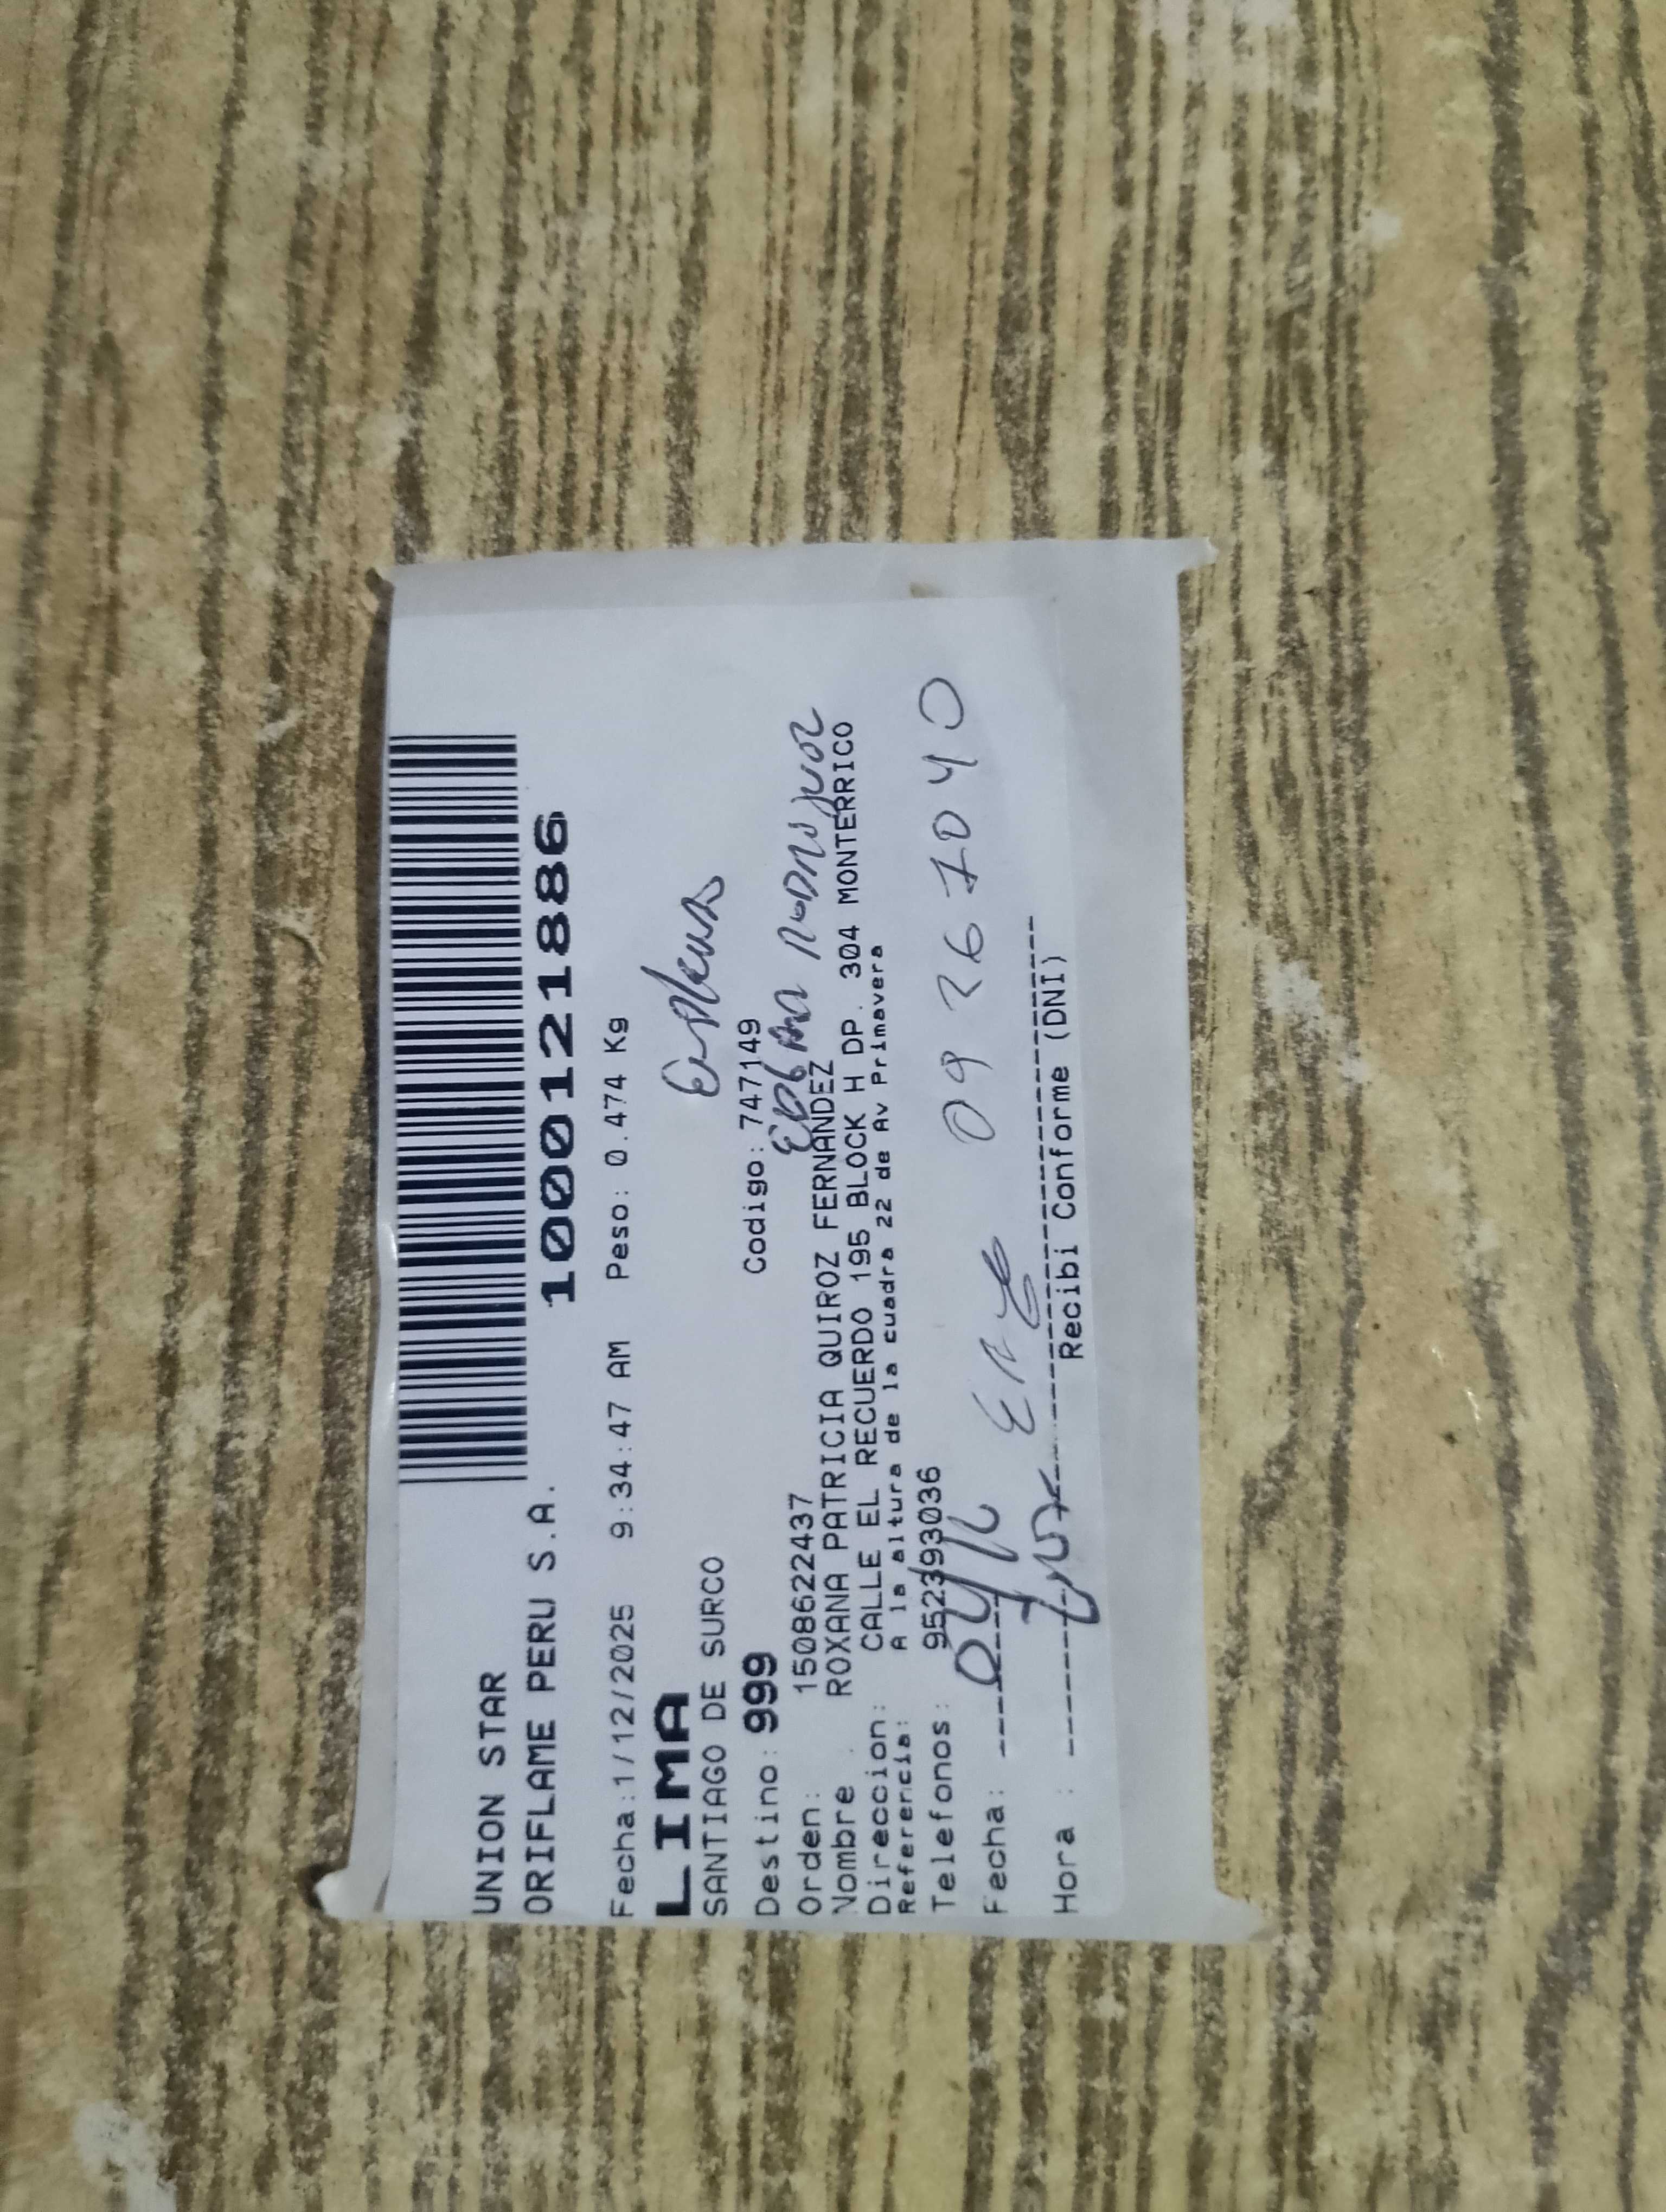 UNION STAR
ORIFLAME PERU S.A.
100121886
Fecha:1/12/2025 9:34:47 AM Peso: 0.474 Kg
LIMA
SANTIAGO DE SURCO
Destino: 999 Codigo: 747149
Orden: 1508622437
Nombre : ROXANA PATRICIA QUIROZ FERNANDEZ
Direccion: CALLE EL RECUERDO 195 BLOCK H DP. 304 MONTERRICO
Referencia: A la altura de la cuadra 22 de Av Primavera
Telefonos: 952393036
09267040
Fecha:
Hora :
Recibi Conforme (DNI)